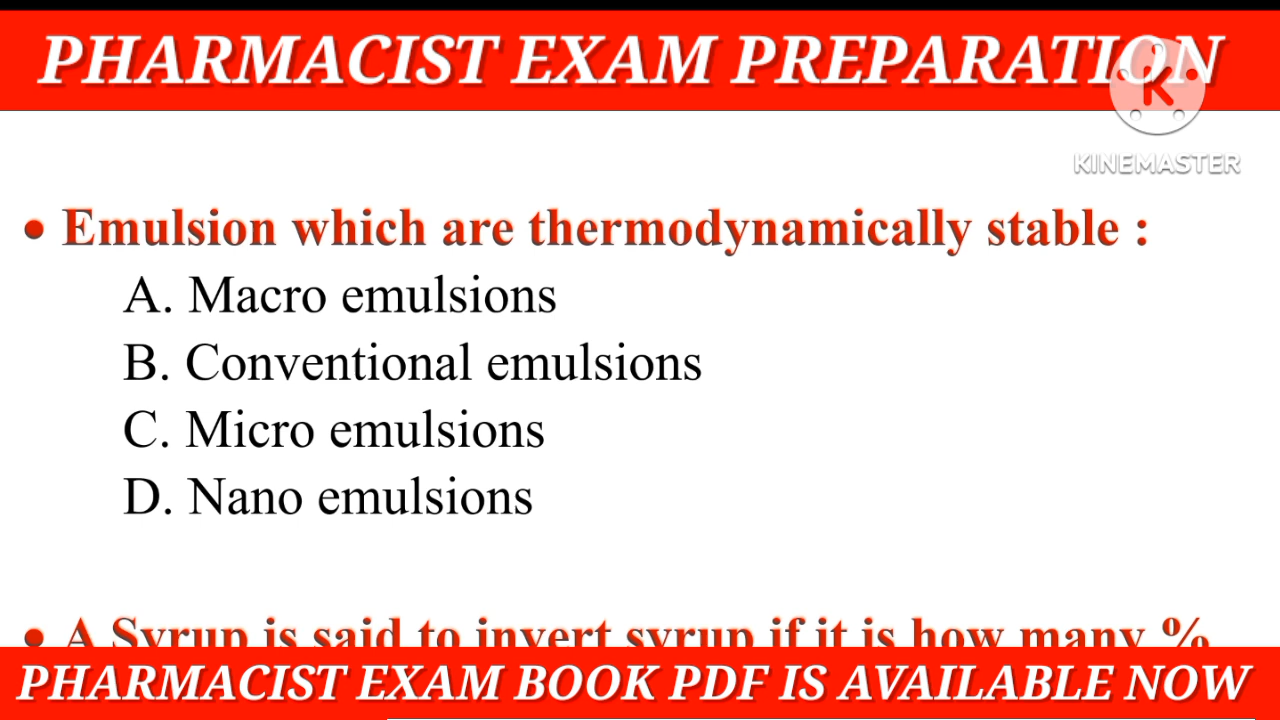 PHARMACIST EXAM PREPARATION
K
KINEMASTER
• Emulsion which are thermodynamically stable :
A. Macro emulsions
B. Conventional emulsions
C. Micro emulsions
D. Nano emulsions
• A Syrup is said to invert syrup if it is how many %
PHARMACIST EXAM BOOK PDF IS AVAILABLE NOW